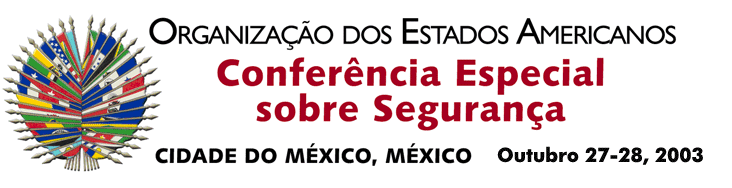 ORGANIZAÇÃO DOS ESTADOS AMERICANOS
Conferência Especial
sobre Segurança
CIDADE DO MÉXICO, MÉXICO Outubro 27-28, 2003